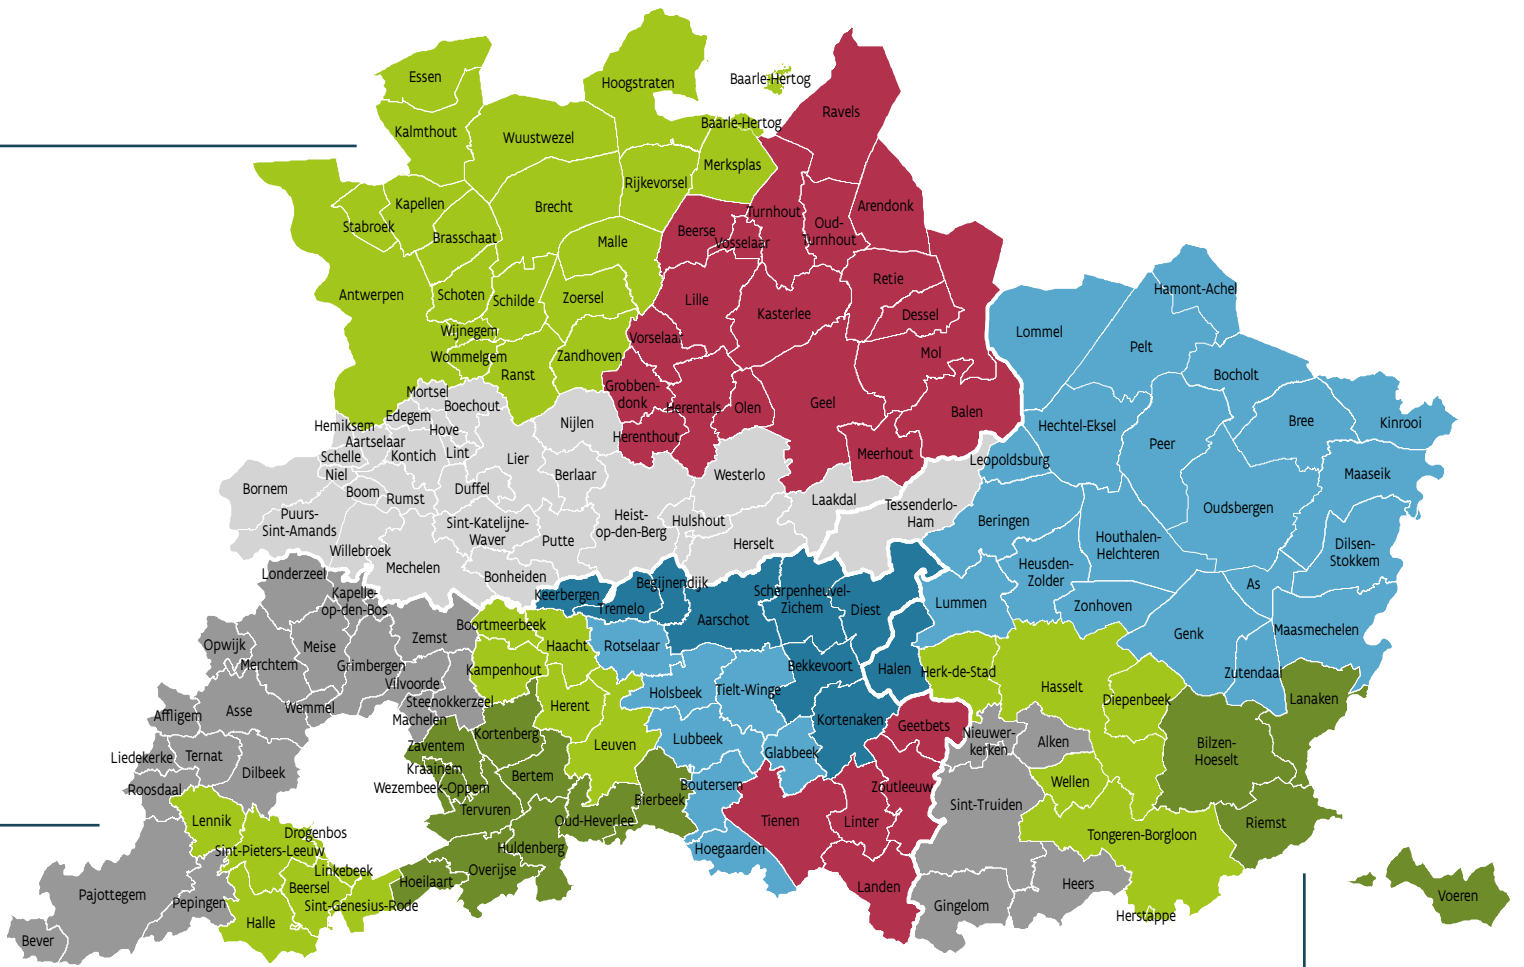 Essen
Hoogstraten
Baarle-Hertog
Ravels
Kalmthout
Wuustwezel
Baarle-Hertog
Merksplas
Rijkevorsel
Kapellen
Brecht
Turnhout
Arendonk
Stabroek
Brasschaat
Malle
Beerse
Vosselaar
Oud-
Turnhout
Antwerpen
Schoten
Schilde
Zoersel
Lille
Kasterlee
Retie
Dessel
Hamont-Achel
Wijnegem
Wommelgem
Ranst
Zandhoven
Vorselaar
Mol
Lommel
Pelt
Bocholt
Mortsel
Boechout
Edegem
Hove
Hemiksem
Aartselaar
Schelle
Kontich
Lint
Lier
Nijlen
Grobben-
donk
Herentals
Olen
Geel
Balen
Herenthout
Meerhout
Hechtel-Eksel
Peer
Bree
Kinrooi
Leopoldsburg
Maaseik
Niel
Boom
Rumst
Duffel
Berlaar
Westerlo
Laakdal
Tessenderlo-
Ham
Oudsbergen
Bornem
Puurs-
Sint-Amands
Sint-Katelijne-
Waver
Putte
Heist-
op-den-Berg
Hulshout
Herselt
Beringen
Houthalen-
Helchteren
Dilsen-
Stokkem
Willebroek
Mechelen
Bonheiden
Heusden-
Zolder
As
Londerzeel
Kapelle-
op-den-Bos
Keerbergen
Begijnendijk
Tremelo
Aarschot
Scherpenheuvel-
Zichem
Diest
Lummen
Zonhoven
Genk
Maasmechelen
Opwijk
Meise
Zemst
Boortmeerbeek
Haacht
Rotselaar
Merchtem
Grimbergen
Kampenhout
Bekkevoort
Halen
Herk-de-Stad
Zutendaal
Vilvoorde
Steenokkerzeel
Holsbeek
Tielt-Winge
Hasselt
Diepenbeek
Lanaken
Affligem
Asse
Wemmel
Machelen
Herent
Kortenaken
Geetbets
Nieuwer-
kerken
Alken
Bilzen-
Hoeselt
Liedekerke
Ternat
Dilbeek
Zaventem
Kortenberg
Leuven
Lubbeek
Glabbeek
Kraainem
Wezembeek-Oppem
Bertem
Roosdaal
Boutersem
Zoutleeuw
Wellen
Tervuren
Bierbeek
Sint-Truiden
Lennik
Drogenbos
Oud-Heverlee
Tienen
Linter
Riemst
Sint-Pieters-Leeuw
Huldenberg
Hoegaarden
Tongeren-Borgloon
Linkebeek
Overijse
Pajottegem
Beersel
Hoeilaart
Landen
Heers
Voeren
Pepingen
Sint-Genesius-Rode
Gingelom
Herstappe
Halle
Bever